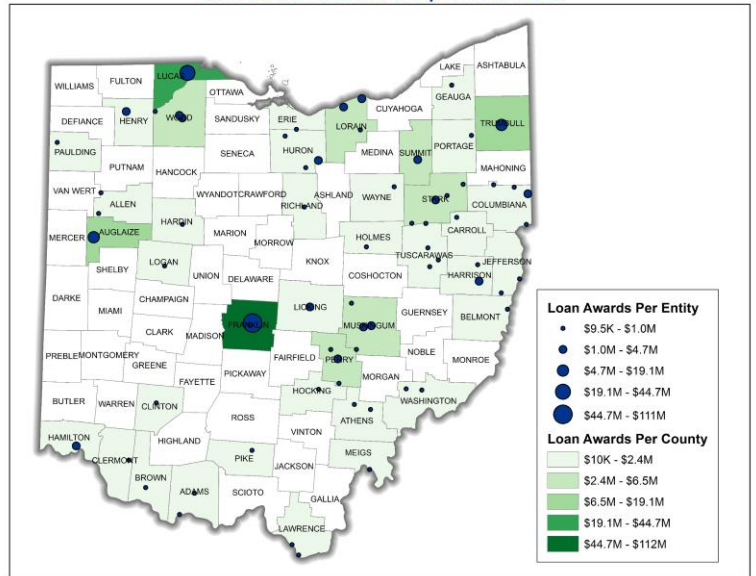 ASHTABULA
LAKE
LUCAS
FULTON
WILLIAMS
OTTAWA
GEAUGA
CUYAHOGA
DEFIANCE
HENRY
WOOD
SANDUSKY
ERIE
LORAIN
TRUMBULL
PORTAGE
SUMMIT
MEDINA
HURON
SENECA
PAULDING
PUTNAM
HANCOCK
MAHONING
VAN WERT
ALLEN
WYANDOT
CRAWFORD
RICHLAND
ASHLAND
WAYNE
STARK
COLUMBIANA
HARDIN
MARION
MERCER
AUGLAIZE
MORROW
HOLMES
CARROLL
TUSCARAWAS
JEFFERSON
HARRISON
LOGAN
SHELBY
UNION
KNOX
COSHOCTON
DELAWARE
DARKE
CHAMPAIGN
MIAMI
LICKING
GUERNSEY
BELMONT
FRANKLIN
MUSKINGUM
CLARK
MADISON
PREBLE
MONTGOMERY
FAIRFIELD
PERRY
NOBLE
MONROE
GREENE
PICKAWAY
MORGAN
FAYETTE
HOCKING
WASHINGTON
BUTLER
WARREN
CLINTON
ROSS
ATHENS
VINTON
HAMILTON
HIGHLAND
MEIGS
CLERMONT
PIKE
JACKSON
BROWN
ADAMS
SCIOTO
GALLIA
LAWRENCE
Loan Awards Per Entity
$9.5K - $1.0M
$1.0M - $4.7M
$4.7M - $19.1M
$19.1M - $44.7M
$44.7M - $111M
Loan Awards Per County
$10K - $2.4M
$2.4M - $6.5M
$6.5M - $19.1M
$19.1M - $44.7M
$44.7M - $112M